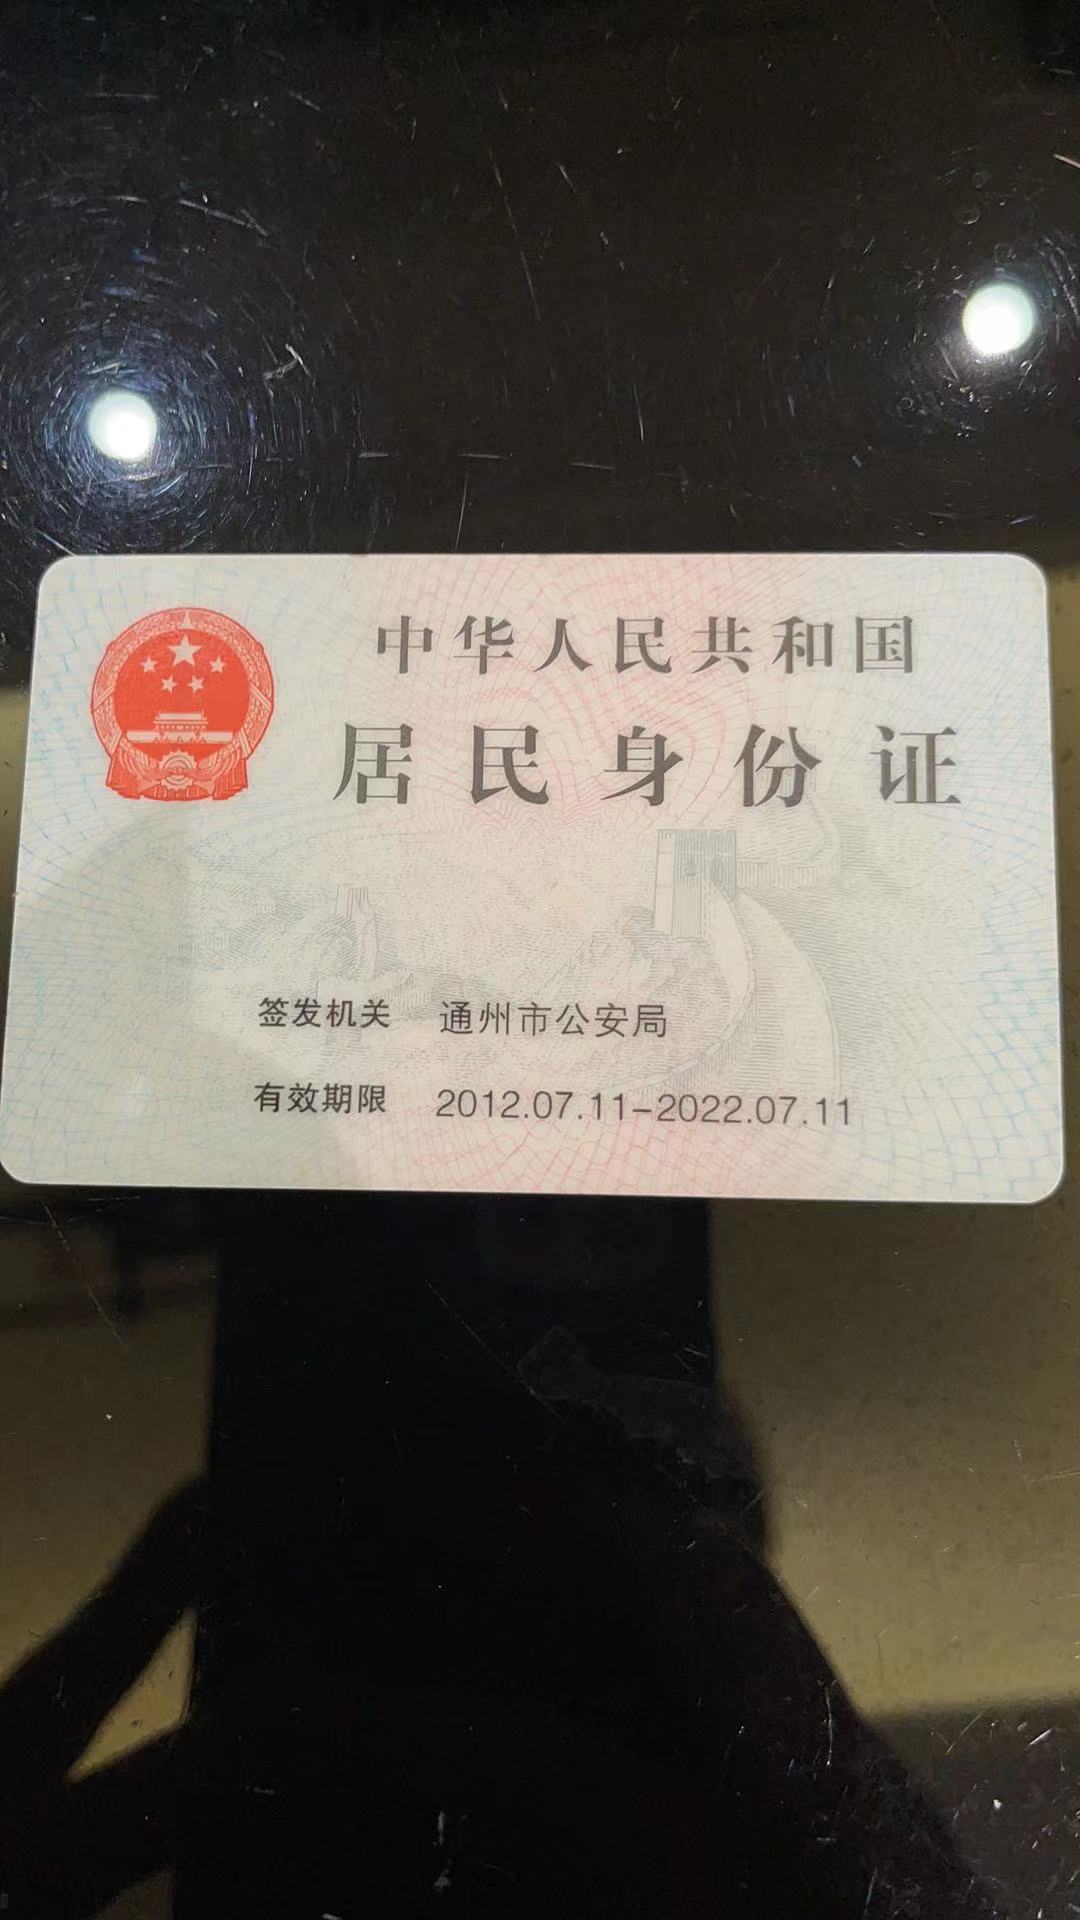 中华人民共和国
居民身份证
签发机关 通州市公安局
有效期限 2012.07.11-2022.07.11